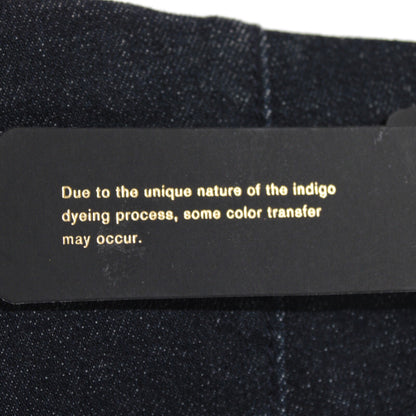 Due to the unique nature of the indigo
dyeing process, some color transfer
may occur.